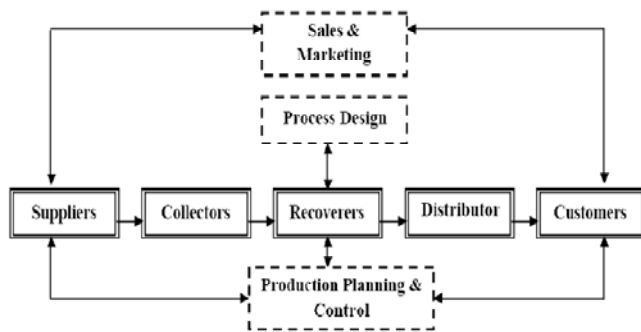 Sales &
Marketing
Process Design
Suppliers
Collectors
Recoverers
Distributor
Customers
Production Planning &
Control